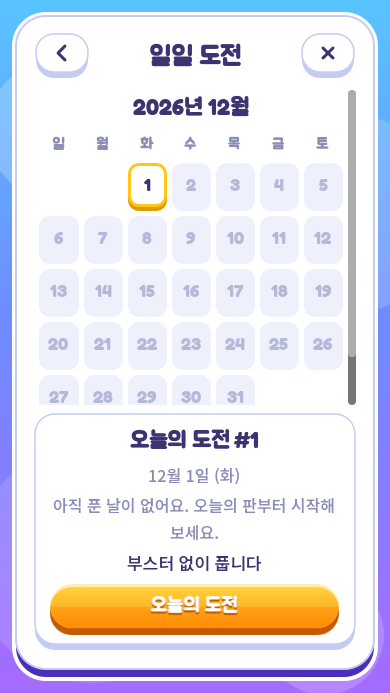 일일 도전
2026년 12월
일 월 화 수 목 금 토
1 2 3 4 5
6 7 8 9 10 11 12
13 14 15 16 17 18 19
20 21 22 23 24 25 26
27 28 29 30 31
오늘의 도전 #1
12월 1일 (화)
아직 푼 날이 없어요. 오늘의 판부터 시작해
보세요.
부스터 없이 풉니다
오늘의 도전